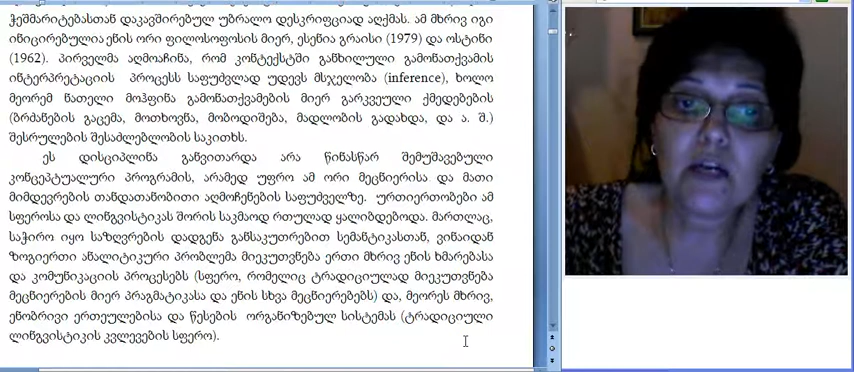 ჭეშმარიტებასთან დაკავშირებულ უბრალო დესკრიფციად აღქმას. ამ მხრივ იგი
ინიცირებულია ენის ორი ფილოსოფოსის მიერ, ესენია გრაისი (1979) და ოსტინი
(1962). პირველმა აღმოაჩინა, რომ კონტექსტში განხილული გამონათქვამის
ინტერპრეტაციის პროცესს საფუძვლად უდევს მსჯელობა (inference), ხოლო
მეორემ ნათელი მოჰფინა გამონათქვამების მიერ გარკვეული ქმედებების
(ბრძანების გაცემა, მოთხოვნა, მობოდიშება, მადლობის გადახდა, და ა. შ.)
შესრულების შესაძლებლობის საკითხს.
ეს დისციპლინა განვითარდა არა წინასწარ შემუშავებული
კონცეპტუალური პროგრამის, არამედ უფრო ამ ორი მეცნიერისა და მათი
მიმდევრების თანდათანობითი აღმოჩენების საფუძველზე. ურთიერთობები ამ
სფეროსა და ლინგვისტიკას შორის საკმაოდ რთულად ყალიბდებოდა. მართლაც,
საჭირო იყო საზღვრების დადგენა განსაკუთრებით სემანტიკასთან, ვინაიდან
ზოგიერთი ანალიტიკური პრობლემა მიეკუთვნება ერთი მხრივ ენის ხმარებასა
და კომუნიკაციის პროცესებს (სფერო, რომელიც ტრადიციულად მიეკუთვნება
მეცნიერების მიერ პრაგმატიკასა და ენის სხვა მეცნიერებებს) და, მეორეს მხრივ,
ენობრივი ერთეულებისა და წესების ორგანიზებულ სისტემას (ტრადიციული
ლინგვისტიკის კვლევების სფერო).